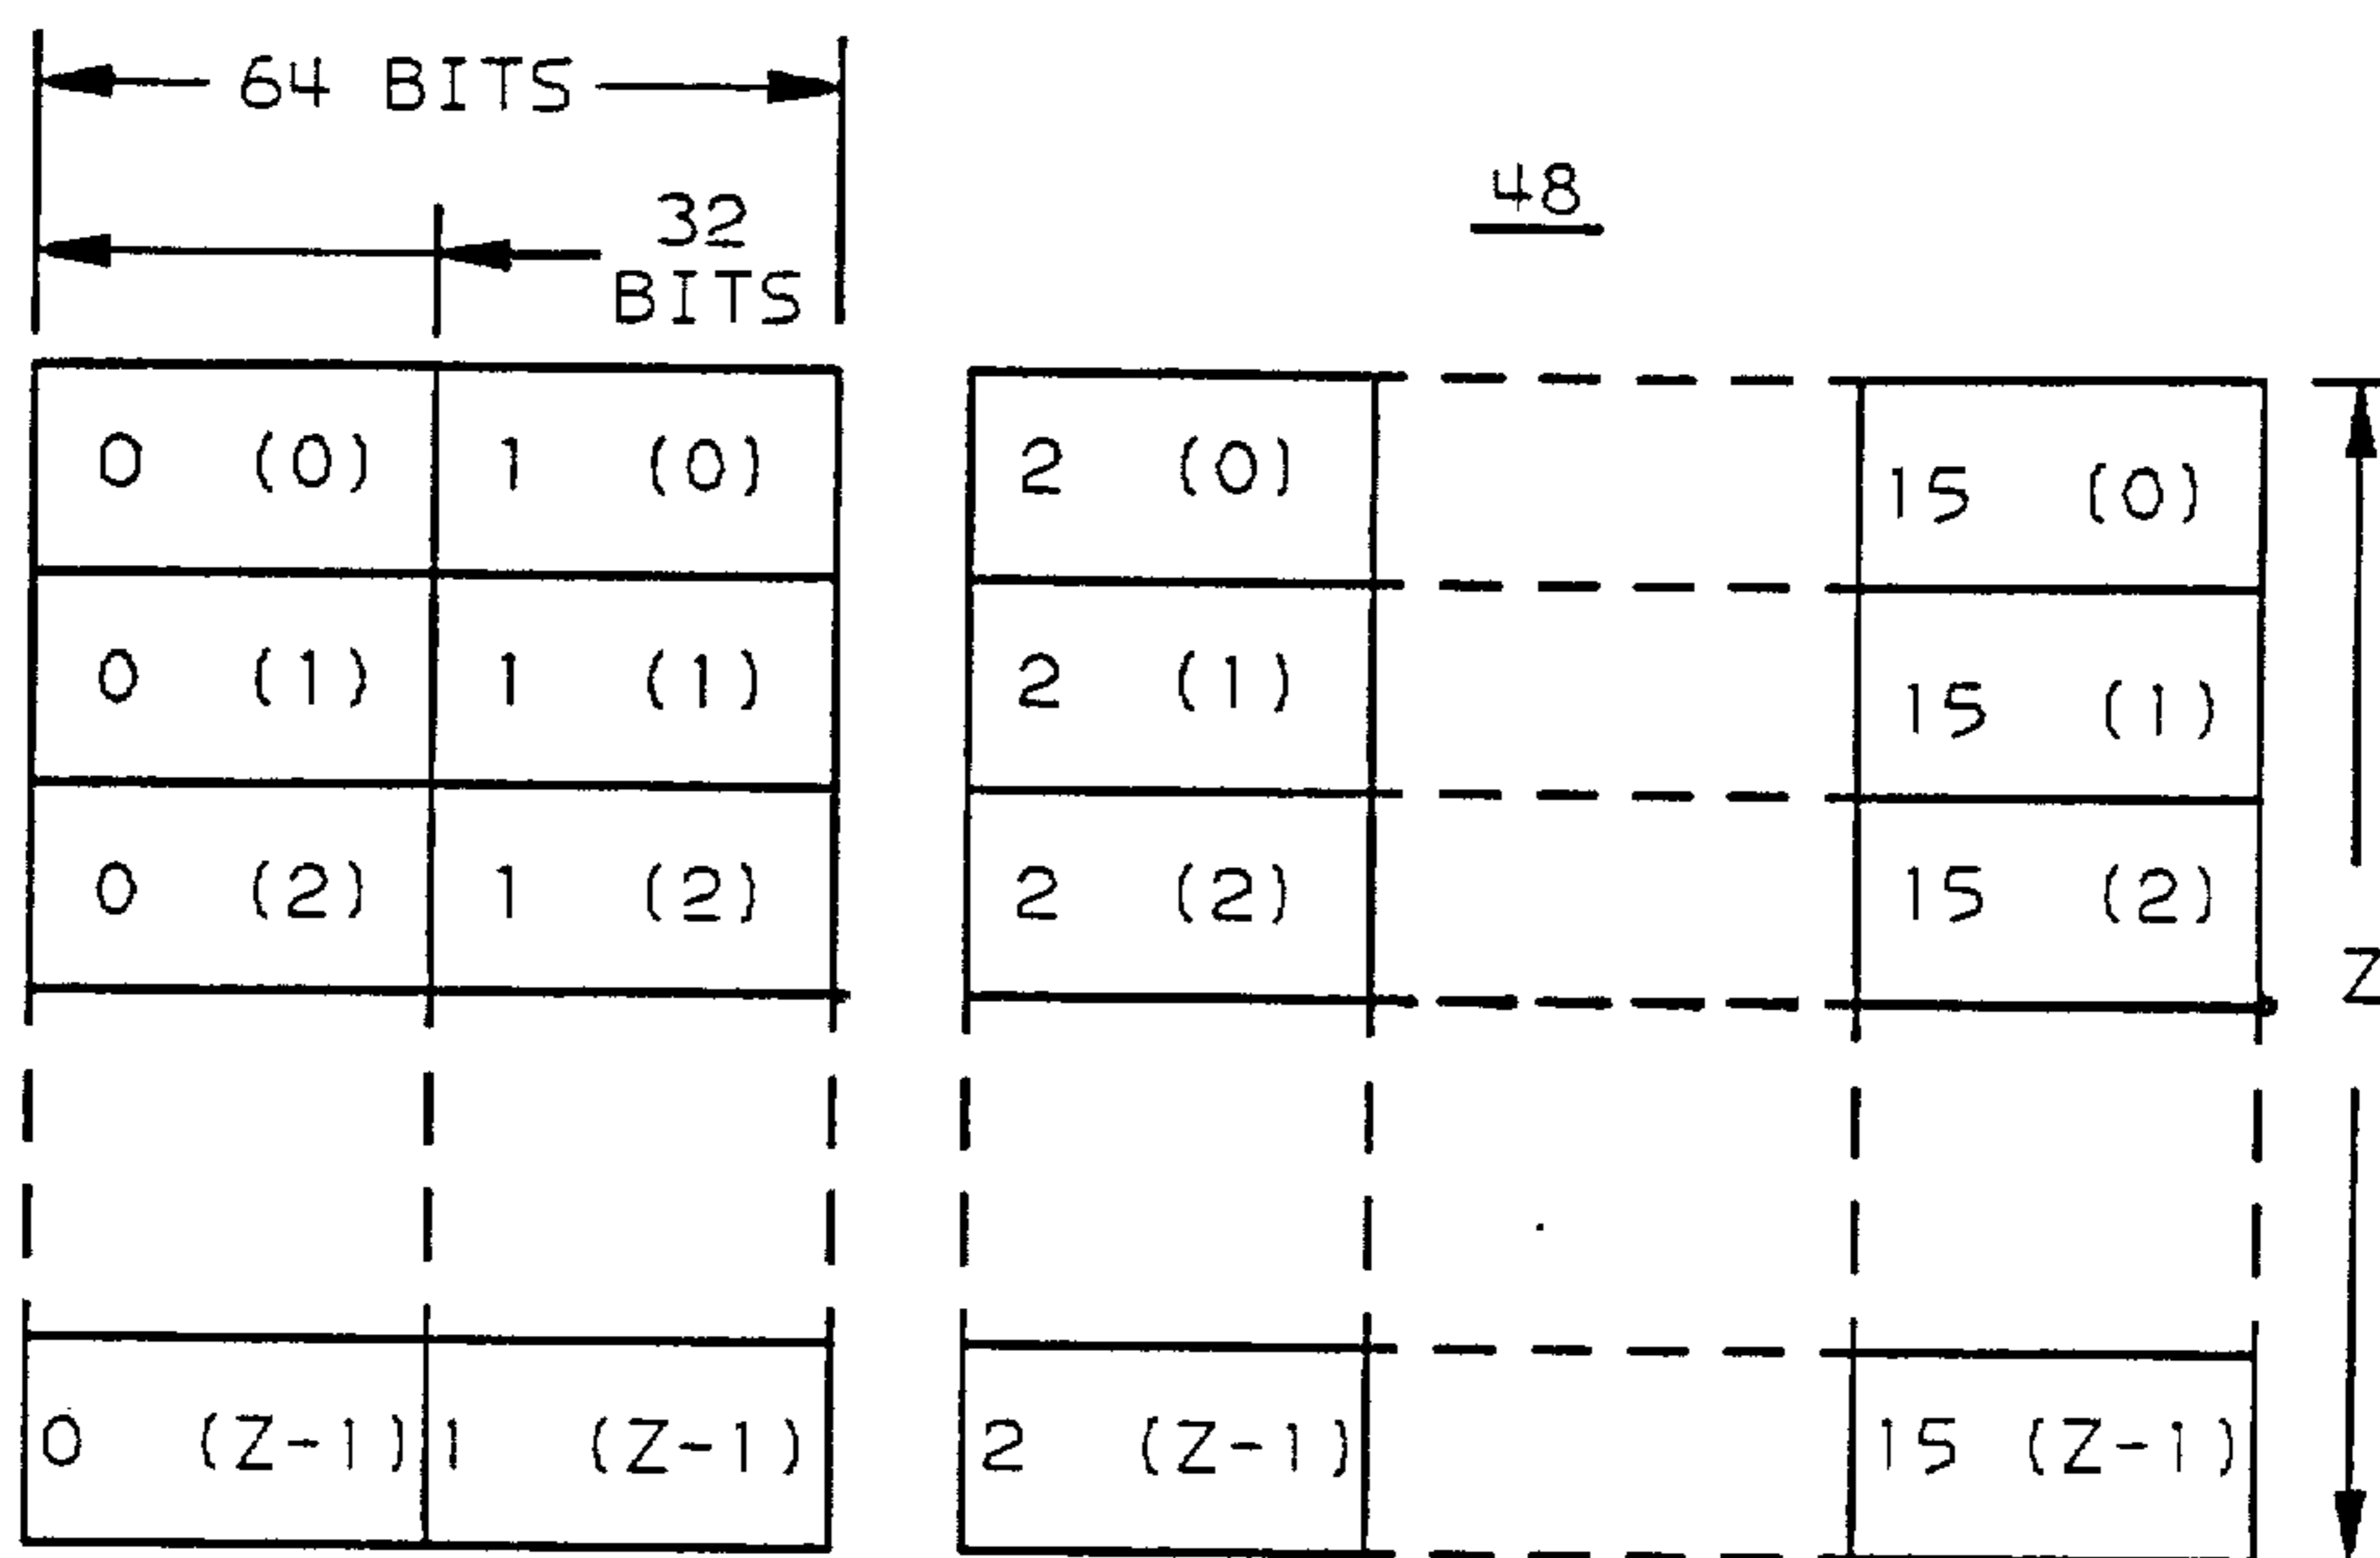 64 BITS
48
32
BITS
0 (0) 1 (0) 2 (0) 15 (0)
0 (1) 1 (1) 2 (1) 15 (1)
0 (2) 1 (2) 2 (2) 15 (2)
Z
0 (Z-1) 1 (Z-1) 2 (Z-1) 15 (Z-1)